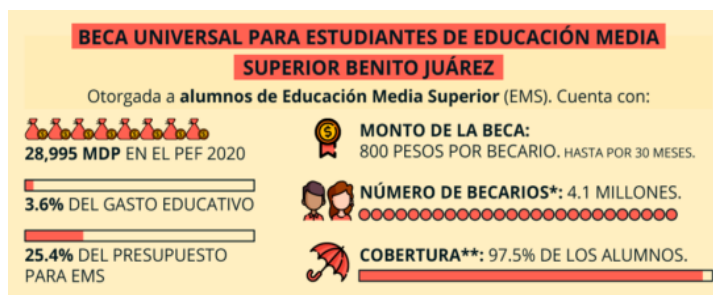 BECA UNIVERSAL PARA ESTUDIANTES DE EDUCACIÓN MEDIA
SUPERIOR BENITO JUÁREZ
Otorgada a alumnos de Educación Media Superior (EMS). Cuenta con:
28,995 MDP EN EL PEF 2020
3.6% DEL GASTO EDUCATIVO
25.4% DEL PRESUPUESTO
PARA EMS
MONTO DE LA BECA:
800 PESOS POR BECARIO. HASTA POR 30 MESES.
NÚMERO DE BECARIOS*: 4.1 MILLONES.
COBERTURA**: 97.5% DE LOS ALUMNOS.